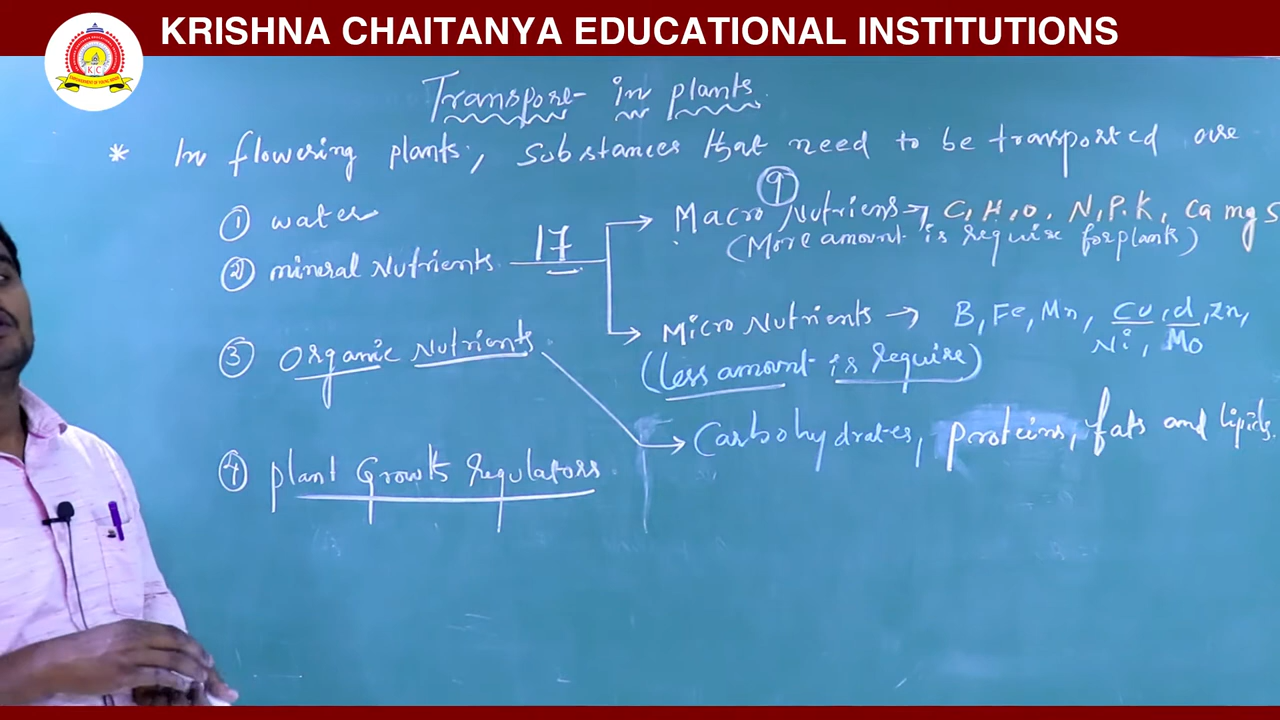 KRISHNA CHAITANYA EDUCATIONAL INSTITUTIONS
K C
Transport in plants
* In flowering plants, Substances that need to be transported are
① water
② mineral Nutrients 17
9
Macro Nutriens → C, H, O, N, P, K, Ca mg S
(More amount is require for plants)
Micro Nutrients → B, Fe, Mn, Cu, cl, Zn,
Ni, Mo
(less amount is require)
③ Organic Nutrients
→ Carbohydrates, proteins, fats and lipids.
④ plant Growth regulators